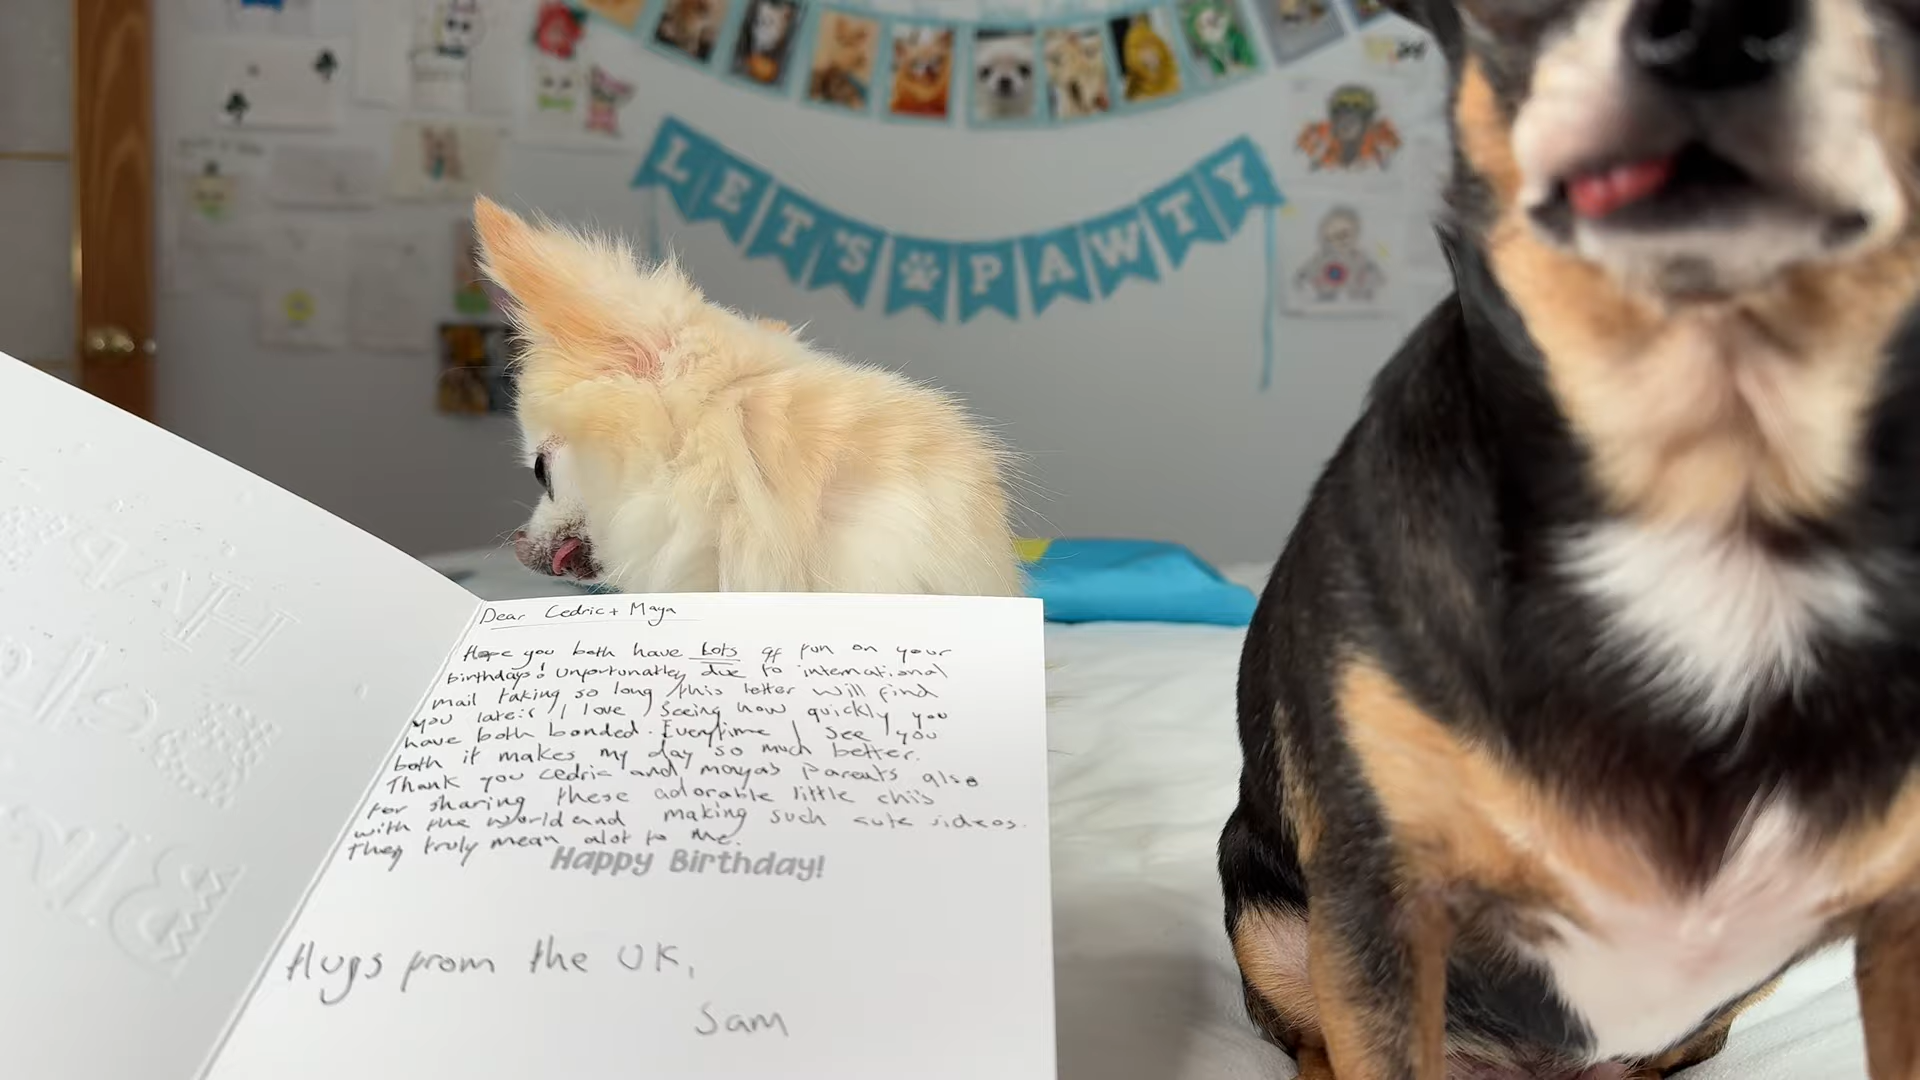 LET'S PAWTY
Dear Cedric + Maya
Hope you both have Lots of fun on your
birthdays! Unfortunatley due to international
mail taking so long this letter will find
you late :( I love seeing how quickly you
have both bonded. Everytime I see you
both it makes my day so much better.
Thank you Cedric and maya's Parents also
for sharing these adorable little chi's
with the world and making such cute videos.
They truly mean alot to me.
Happy Birthday!
Hugs from the UK,
Sam